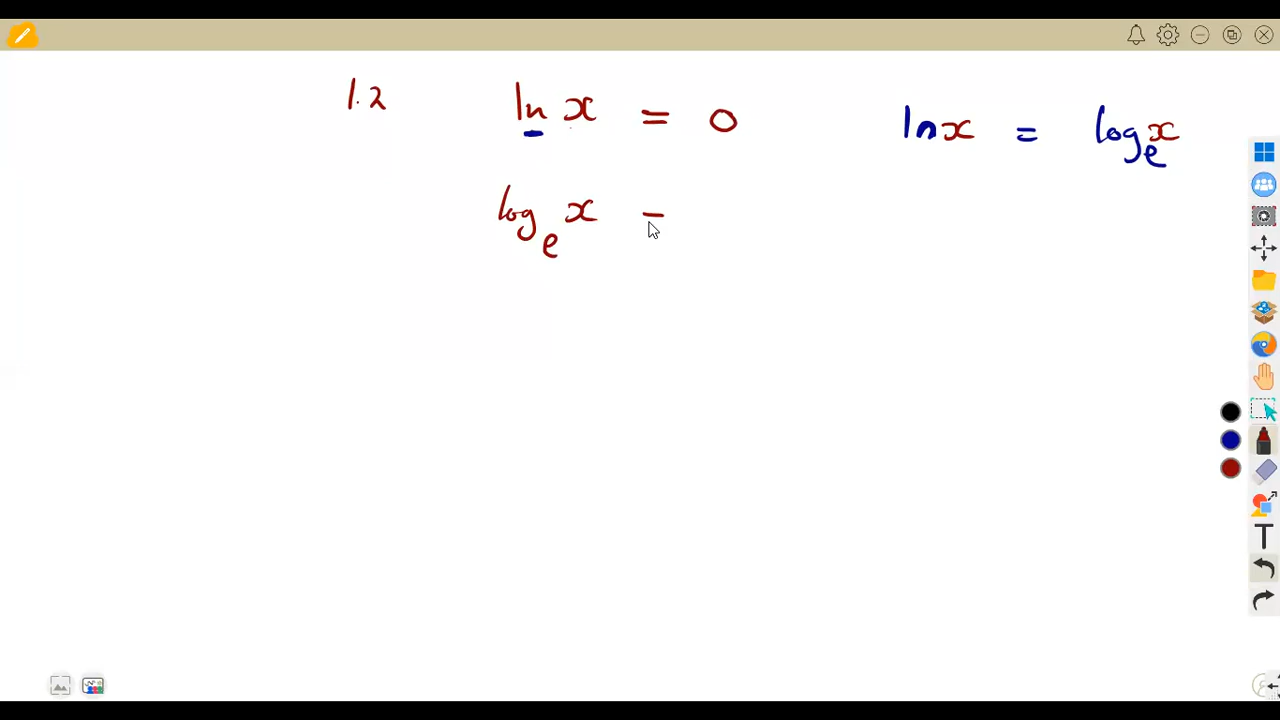 1.2 ln x = 0 ln x = log_e x
log_e x -
T